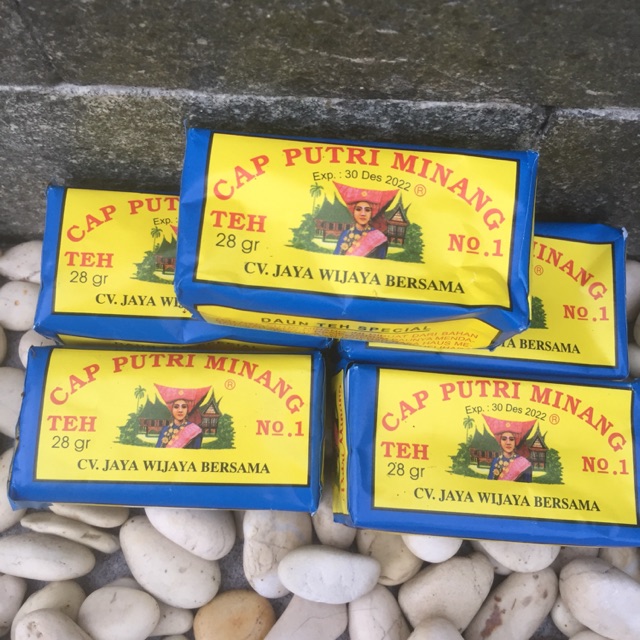 CAP PUTRI MINANG
Exp. : 30 Des 2022 ®
TEH
28 gr
No.1
CV. JAYA WIJAYA BERSAMA
DAUN TEH SPECIAL
CAP PUT
Exp. :
TEH
28 gr
CV. JAYA WIJAY
MINANG
®
No.1
BERSAMA
CAP PUTRI MINANG
®
TEH
28 gr
No.1
CV. JAYA WIJAYA BERSAMA
CAP PUTRI MINANG
Exp. : 30 Des 2022 ®
TEH
28 gr
No.1
CV. JAYA WIJAYA BERSAMA